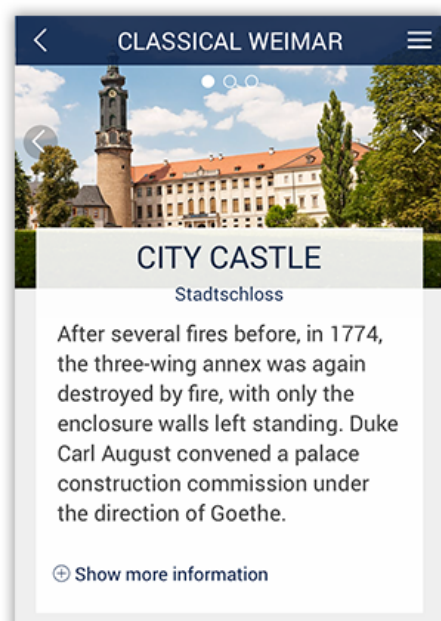 CLASSICAL WEIMAR
CITY CASTLE
Stadtschloss
After several fires before, in 1774,
the three-wing annex was again
destroyed by fire, with only the
enclosure walls left standing. Duke
Carl August convened a palace
construction commission under
the direction of Goethe.
Show more information